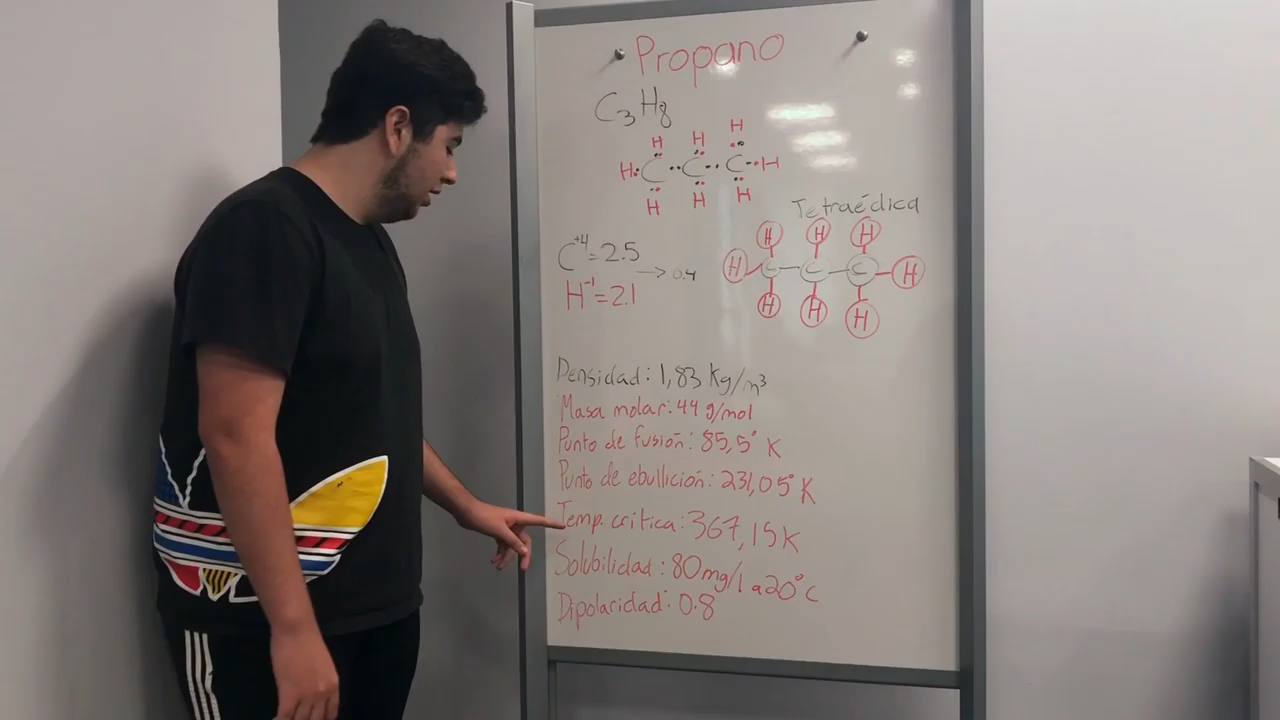 Propano
C3H8
H H H
H C C C H
H H H
Tetraédica
C+4=2.5
→ 0.4
H-1=2.1
H H H
H C C C H
H H H
Densidad: 1,83 Kg/m³
Masa molar: 44 g/mol
Punto de fusión: 85,5° K
Punto de ebullición: 231,05° K
Temp. critica: 367,15 K
Solubilidad: 80mg/l a 20°C
Dipolaridad: 0.8